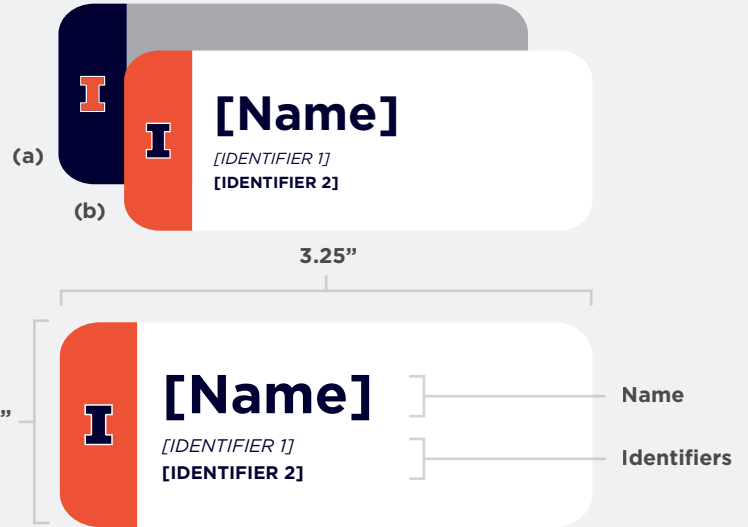 I
I
[Name]
[IDENTIFIER 1]
[IDENTIFIER 2]
(a)
(b)
3.25”
”
I
[Name]
[IDENTIFIER 1]
[IDENTIFIER 2]
Name
Identifiers